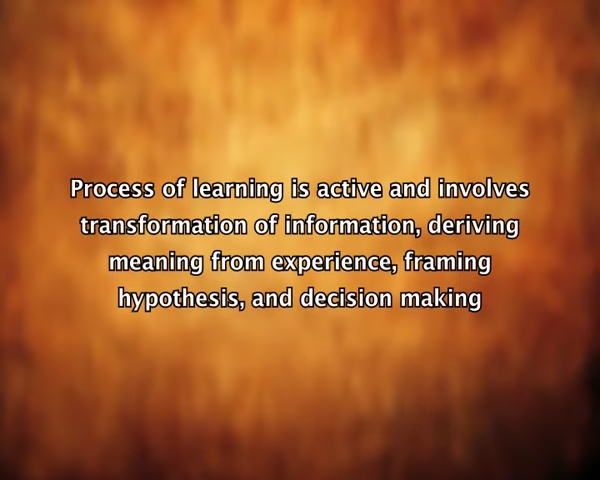 Process of learning is active and involves
transformation of information, deriving
meaning from experience, framing
hypothesis, and decision making